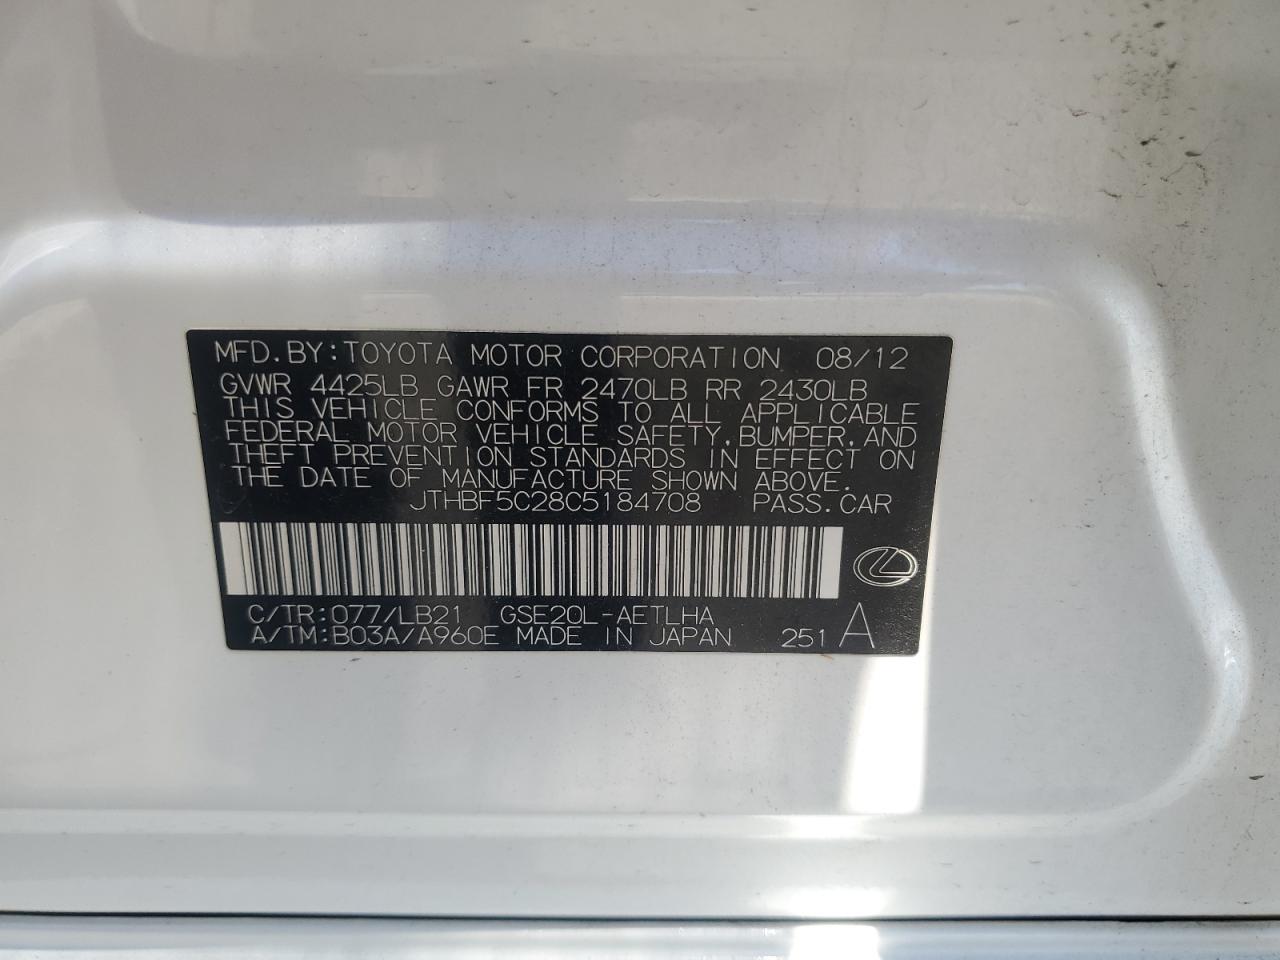 MFD.BY:TOYOTA MOTOR CORPORATION 08/12
GVWR 4425LB GAWR FR 2470LB RR 2430LB
THIS VEHICLE CONFORMS TO ALL APPLICABLE
FEDERAL MOTOR VEHICLE SAFETY,BUMPER,AND
THEFT PREVENTION STANDARDS IN EFFECT ON
THE DATE OF MANUFACTURE SHOWN ABOVE.
JTHBF5C28C5184708 PASS.CAR
C/TR:077/LB21 GSE20L-AETLHA
A/TM:B03A/A960E MADE IN JAPAN 251 A